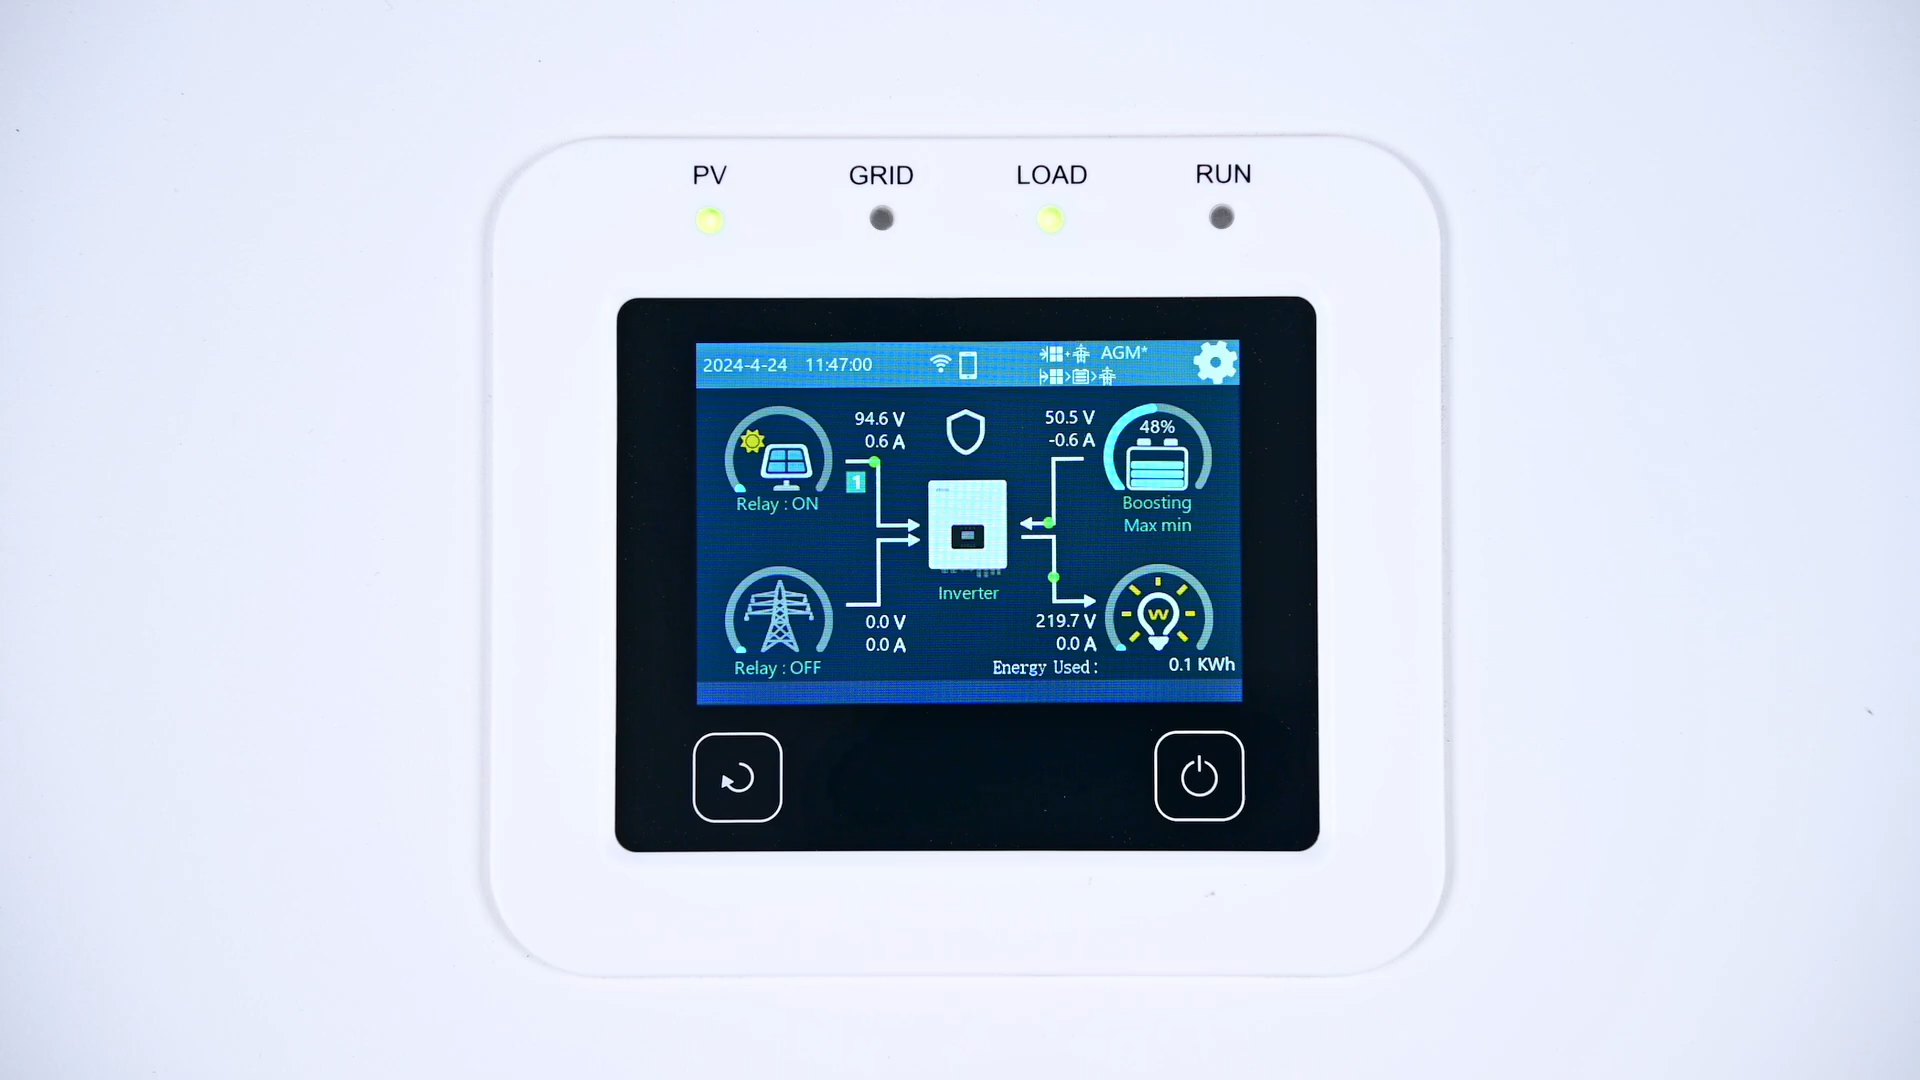 PV GRID LOAD RUN
2024-4-24 11:47:00
AGM*
94.6 V
0.6 A
1
Relay : ON
50.5 V
-0.6 A
48%
Boosting
Max min
Inverter
0.0 V
0.0 A
Relay : OFF
219.7 V
0.0 A
W
Energy Used : 0.1 KWh